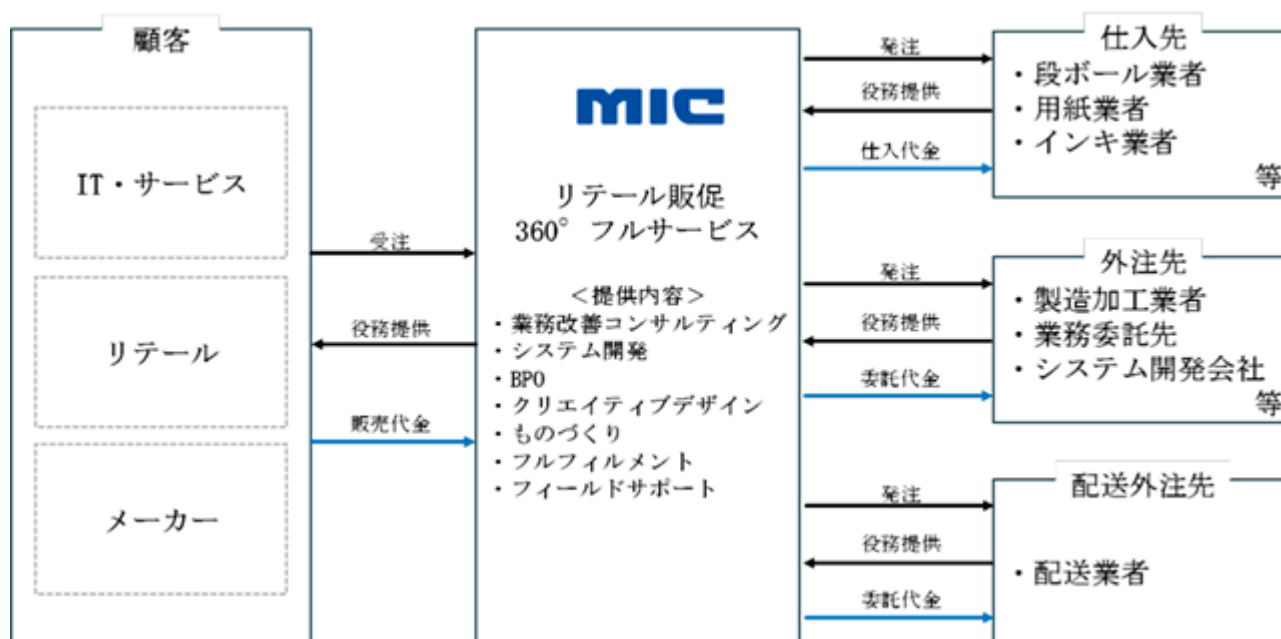 顧客
IT・サービス
リテール
メーカー
受注
役務提供
販売代金
MIC
リテール販促
360°フルサービス
＜提供内容＞
・業務改善コンサルティング
・システム開発
・BPO
・クリエイティブデザイン
・ものづくり
・フルフィルメント
・フィールドサポート
発注
役務提供
仕入代金
仕入先
・段ボール業者
・用紙業者
・インキ業者
等
発注
役務提供
委託代金
外注先
・製造加工業者
・業務委託先
・システム開発会社
等
発注
役務提供
委託代金
配送外注先
・配送業者